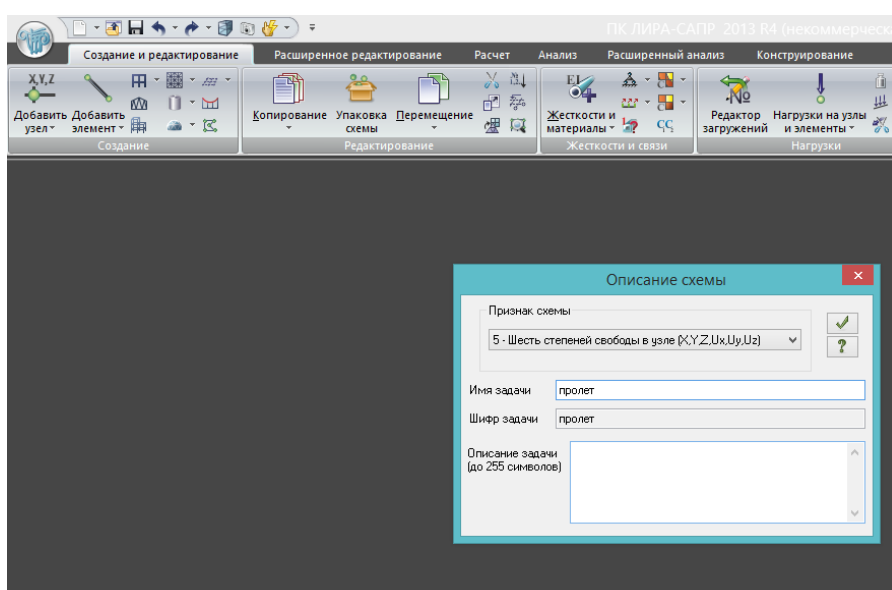 ПК ЛИРА-САПР 2013 R4 (некоммерческ
Создание и редактирование Расширенное редактирование Расчет Анализ Расширенный анализ Конструирование
X,Y,Z
Добавить узел
Добавить элемент
Копирование
Упаковка схемы
Перемещение
EI
Жесткости и материалы
№
Редактор загружений
Нагрузки на узлы и элементы
Создание Редактирование Жесткости и связи Нагрузки
Описание схемы
Признак схемы
5 - Шесть степеней свободы в узле (X,Y,Z,Ux,Uy,Uz)
Имя задачи пролет
Шифр задачи пролет
Описание задачи
(до 255 символов)